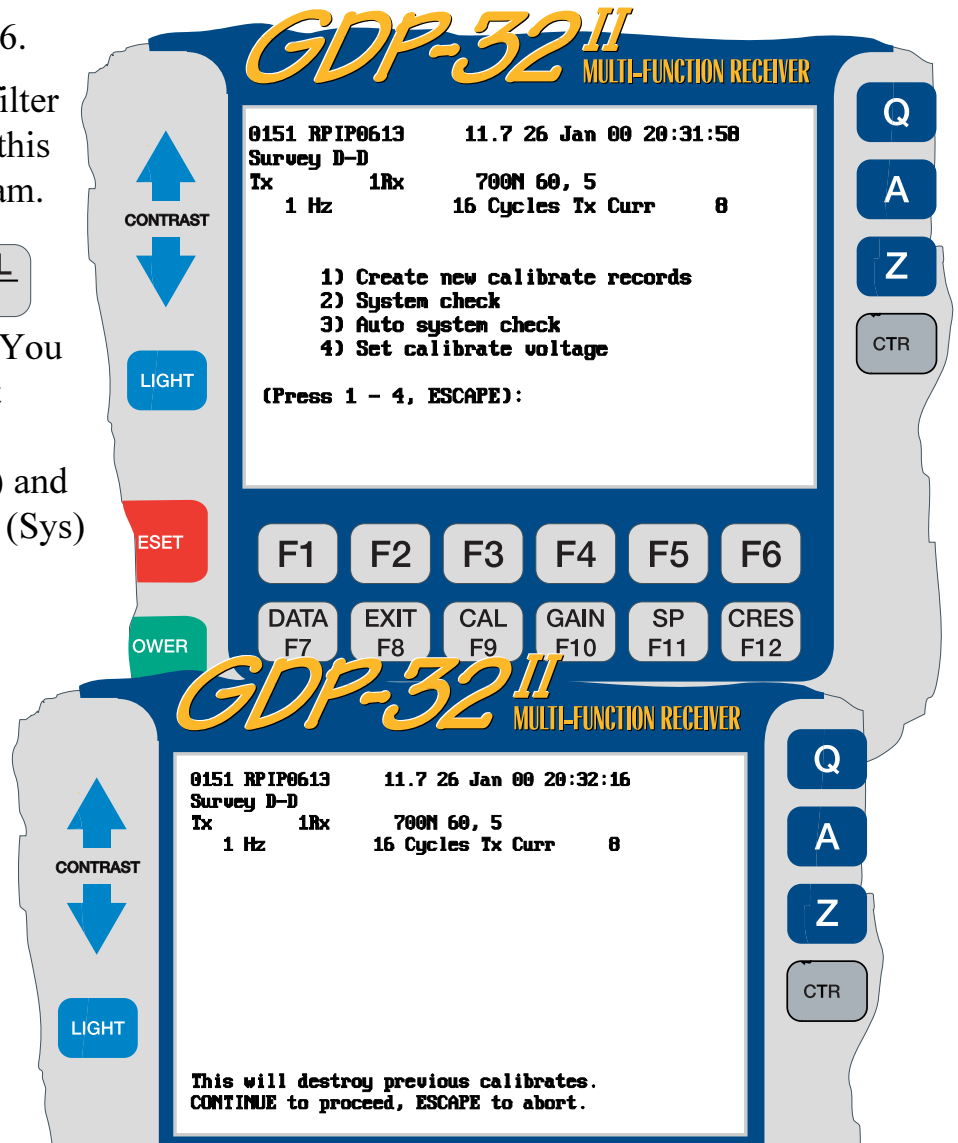 6.
ilter
this
am.
L
You
) and
(Sys)
GDP-32 II
MULTI-FUNCTION RECEIVER
0151 RPIP0613 11.7 26 Jan 00 20:31:58
Survey D-D
Tx 1Rx 700N 60, 5
1 Hz 16 Cycles Tx Curr 8
1) Create new calibrate records
2) System check
3) Auto system check
4) Set calibrate voltage
(Press 1 - 4, ESCAPE):
CONTRAST
LIGHT
ESET
OWER
Q
A
Z
CTR
F1 F2 F3 F4 F5 F6
DATA EXIT CAL GAIN SP CRES
F7 F8 F9 F10 F11 F12
GDP-32 II
MULTI-FUNCTION RECEIVER
0151 RPIP0613 11.7 26 Jan 00 20:32:16
Survey D-D
Tx 1Rx 700N 60, 5
1 Hz 16 Cycles Tx Curr 8
This will destroy previous calibrates.
CONTINUE to proceed, ESCAPE to abort.
CONTRAST
LIGHT
Q
A
Z
CTR